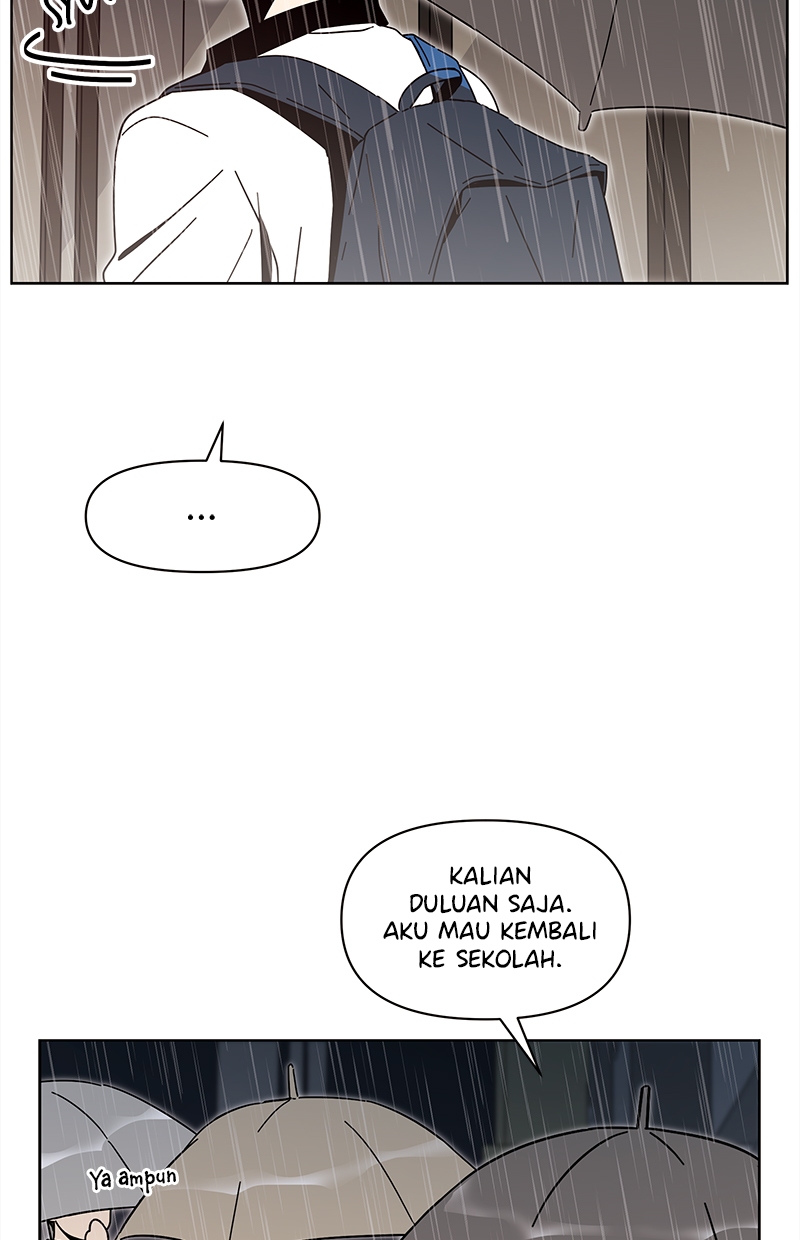 ...
KALIAN
DULUAN SAJA.
AKU MAU KEMBALI
KE SEKOLAH.
Ya ampun